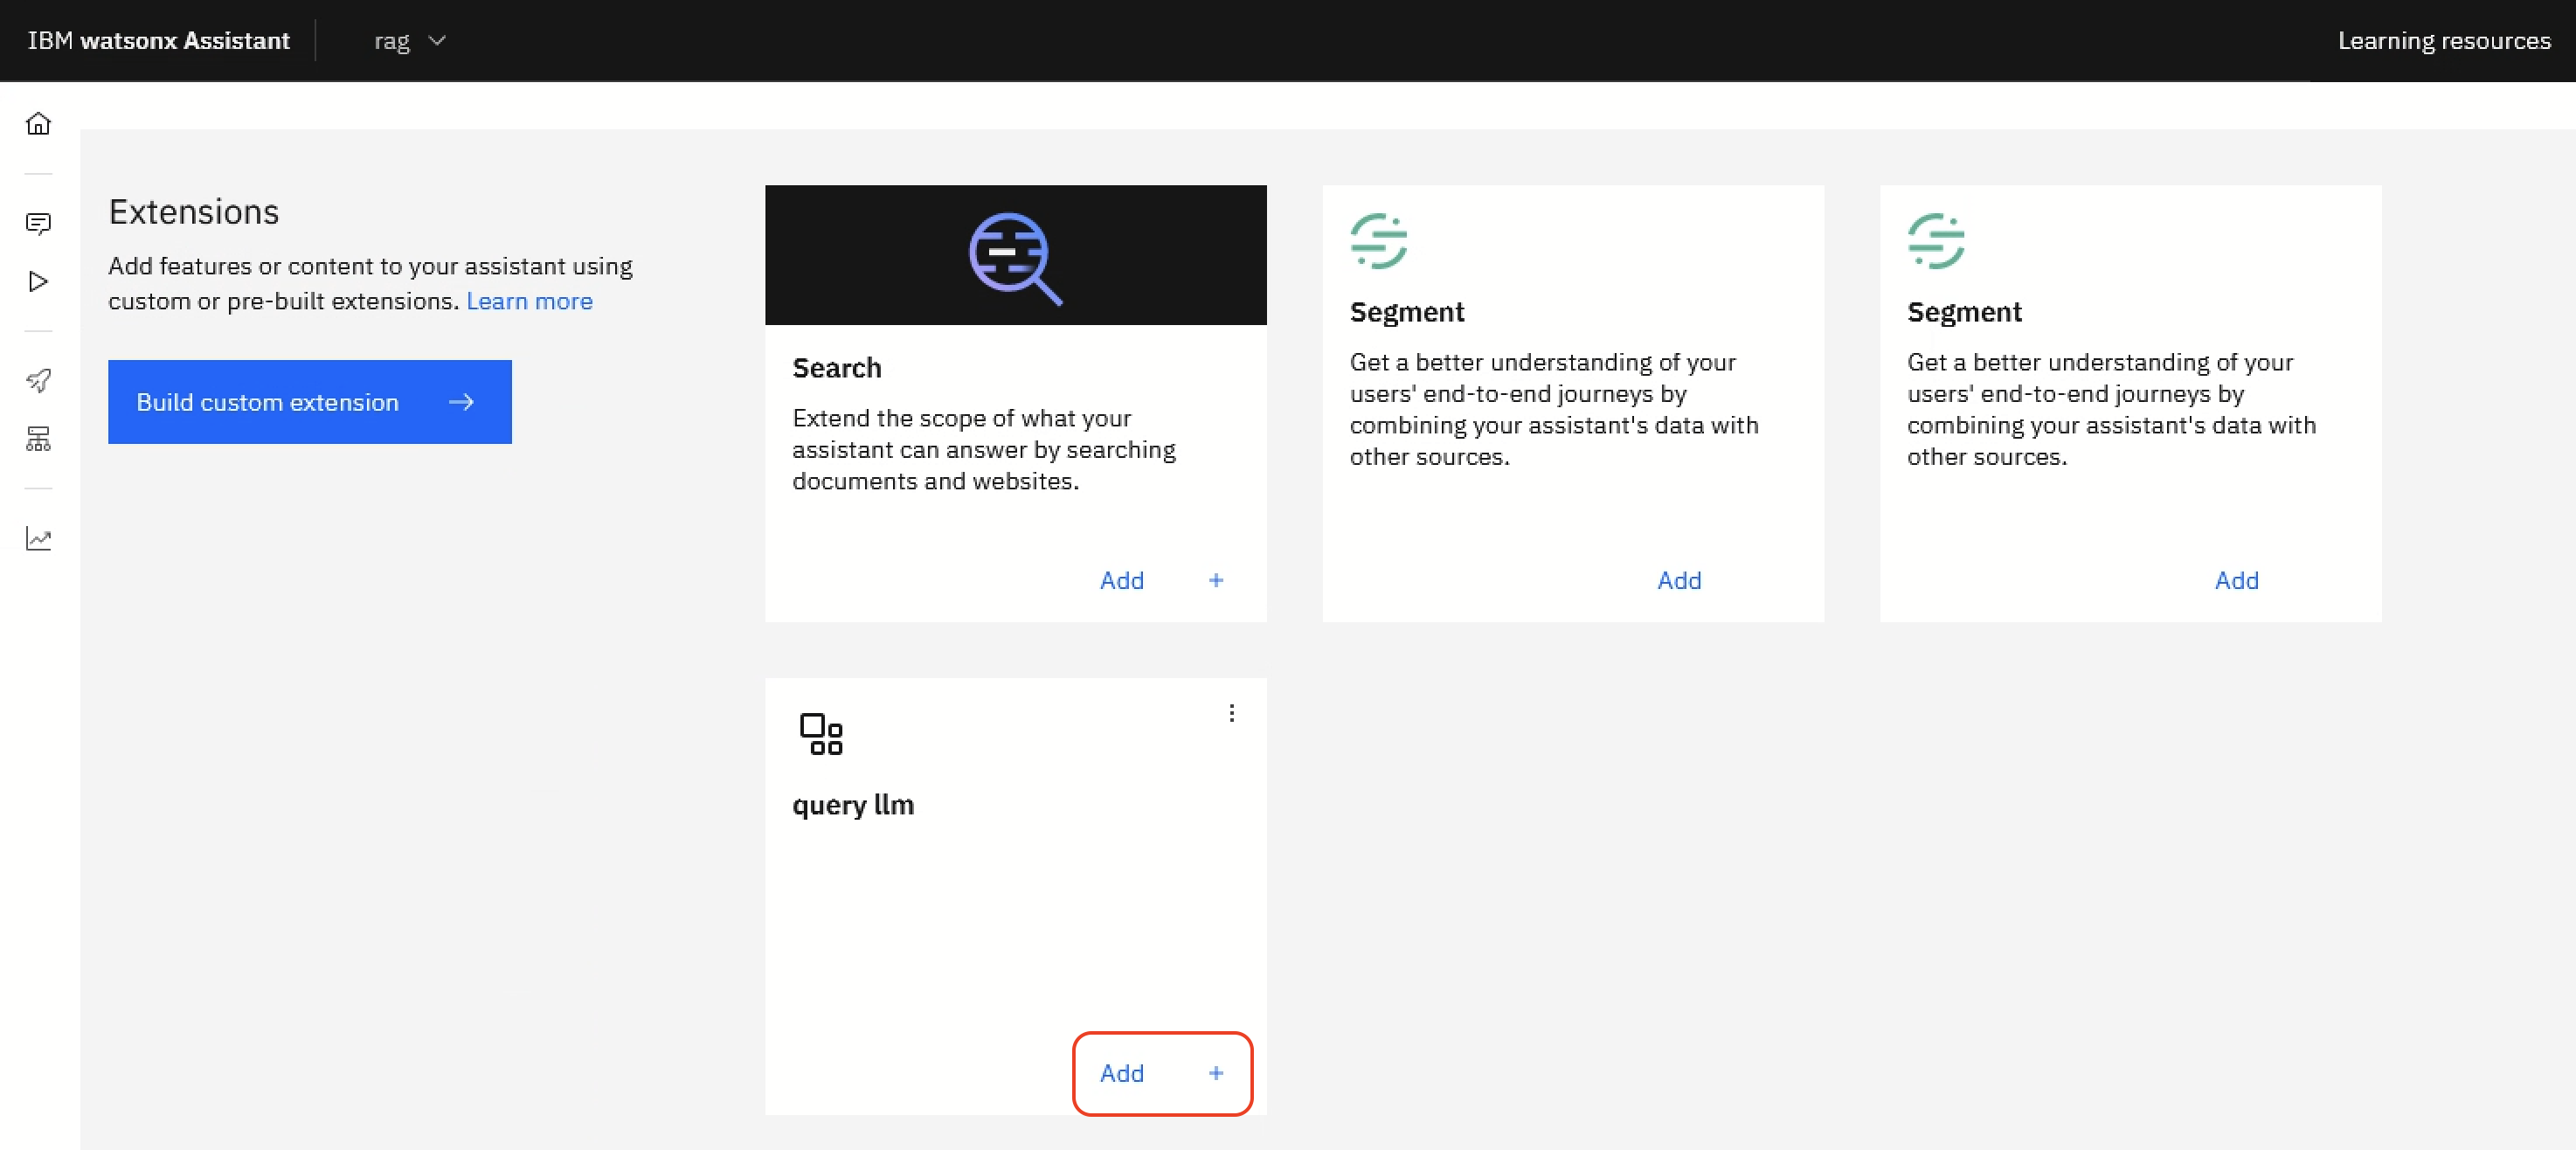 IBM watsonx Assistant
rag
Learning resources
Extensions
Add features or content to your assistant using
custom or pre-built extensions. Learn more
Build custom extension
Search
Extend the scope of what your
assistant can answer by searching
documents and websites.
Add +
Segment
Get a better understanding of your
users' end-to-end journeys by
combining your assistant's data with
other sources.
Add
Segment
Get a better understanding of your
users' end-to-end journeys by
combining your assistant's data with
other sources.
Add
query llm
Add +